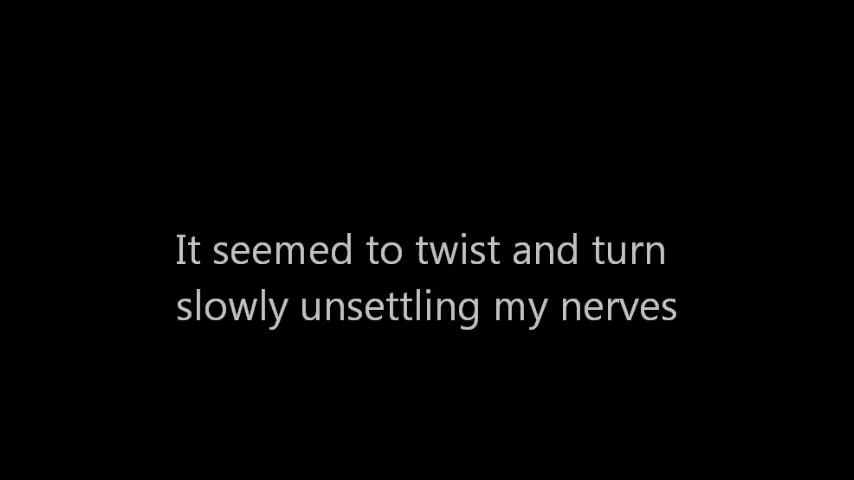 It seemed to twist and turn
slowly unsettling my nerves